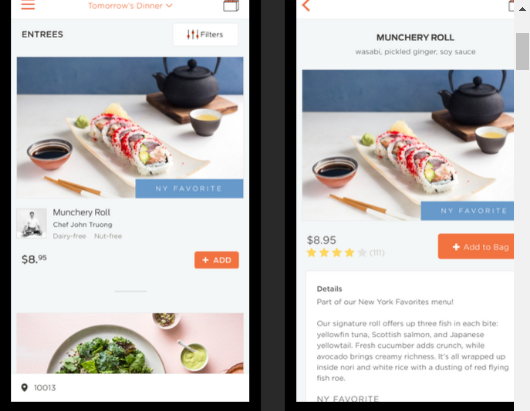 Tomorrow's Dinner
ENTREES
Filters
NY FAVORITE
Munchery Roll
Chef John Truong
Dairy-free Nut-free
$8.95
+ ADD
10013
MUNCHERY ROLL
wasabi, pickled ginger, soy sauce
NY FAVORITE
$8.95
(111)
+ Add to Bag
Details
Part of our New York Favorites menu!
Our signature roll offers up three fish in each bite:
yellowfin tuna, Scottish salmon, and Japanese
yellowtail. Fresh cucumber adds crunch, while
avocado brings creamy richness. It's all wrapped up
inside nori and white rice with a dusting of red flying
fish roe.
NY FAVORITE